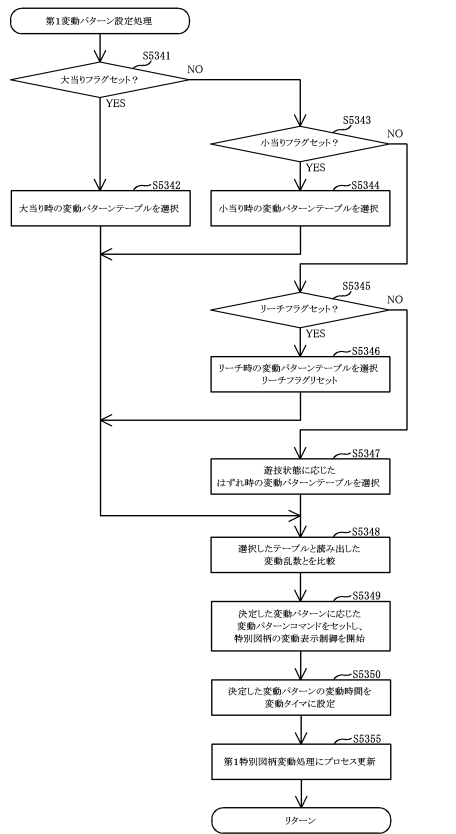 第1変動パターン設定処理
S5341
大当りフラグセット？
NO
YES
S5343
小当りフラグセット？
NO
YES
S5342
大当り時の変動パターンテーブルを選択
S5344
小当り時の変動パターンテーブルを選択
S5345
リーチフラグセット？
NO
YES
S5346
リーチ時の変動パターンテーブルを選択
リーチフラグリセット
S5347
遊技状態に応じた
はずれ時の変動パターンテーブルを選択
S5348
選択したテーブルと読み出した
変動乱数とを比較
S5349
決定した変動パターンに応じた
変動パターンコマンドをセットし、
特別図柄の変動表示制御を開始
S5350
決定した変動パターンの変動時間を
変動タイマに設定
S5355
第1特別図柄変動処理にプロセス更新
リターン